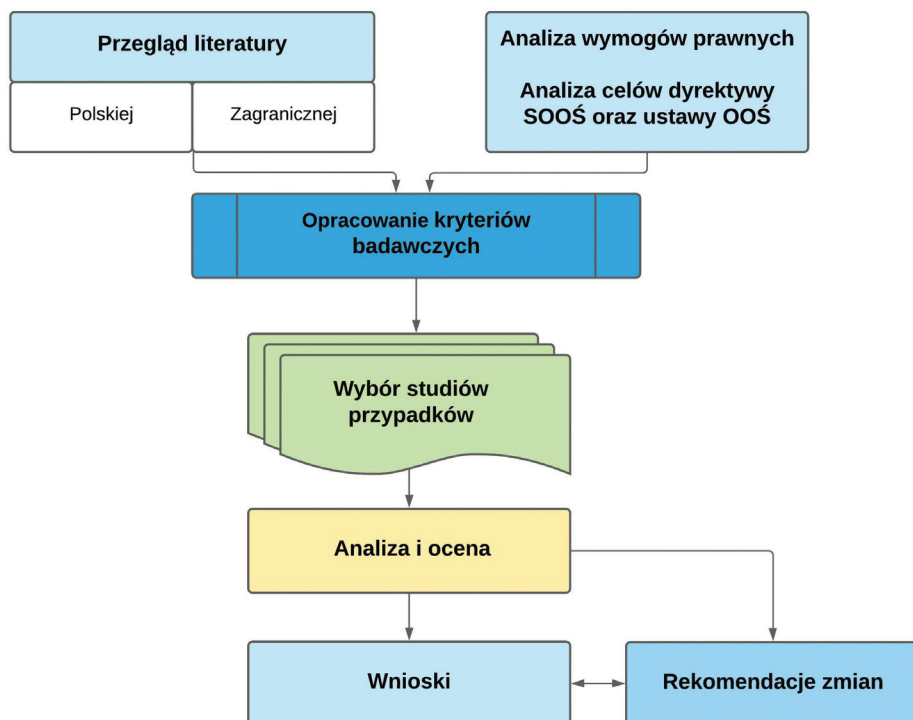 Przegląd literatury
Polskiej
Zagranicznej
Analiza wymogów prawnych
Analiza celów dyrektywy
SOOŚ oraz ustawy OOŚ
Opracowanie kryteriów
badawczych
Wybór studiów
przypadków
Analiza i ocena
Wnioski
Rekomendacje zmian